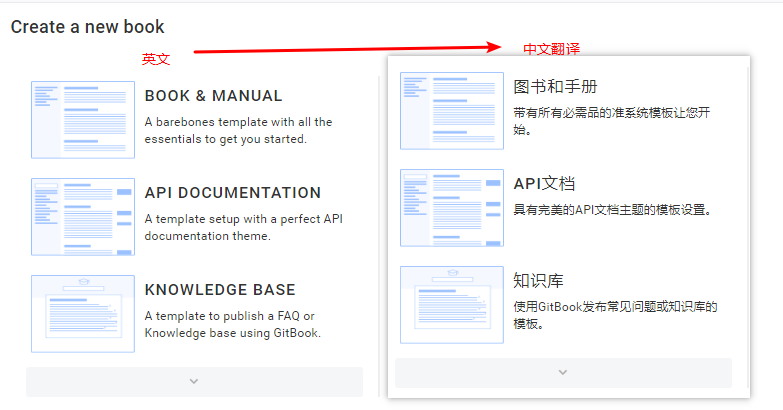 Create a new book
英文
中文翻译
BOOK & MANUAL
A barebones template with all the
essentials to get you started.
API DOCUMENTATION
A template setup with a perfect API
documentation theme.
KNOWLEDGE BASE
A template to publish a FAQ or
Knowledge base using GitBook.
图书和手册
带有所有必需品的准系统模板让您开
始。
API文档
具有完美的API文档主题的模板设置。
知识库
使用GitBook发布常见问题或知识库的
模板。